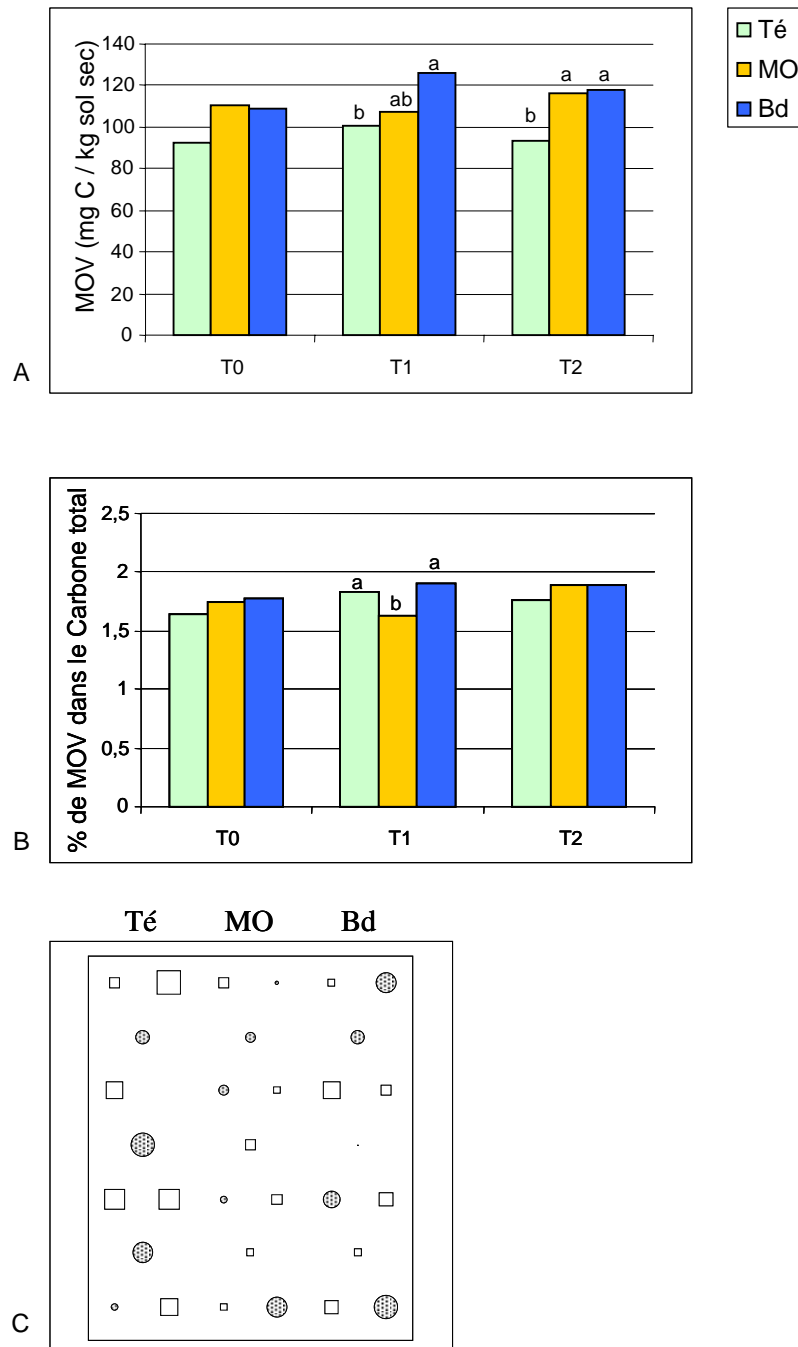 MOV (mg C / kg sol sec)
140
120
100
80
60
40
20
0
a
a a
ab
b b
T0 T1 T2
Té
MO
Bd
A
% de MOV dans le Carbone total
2,5
2
1,5
1
0,5
0
a
a
b
T0 T1 T2
B
Té MO Bd
C